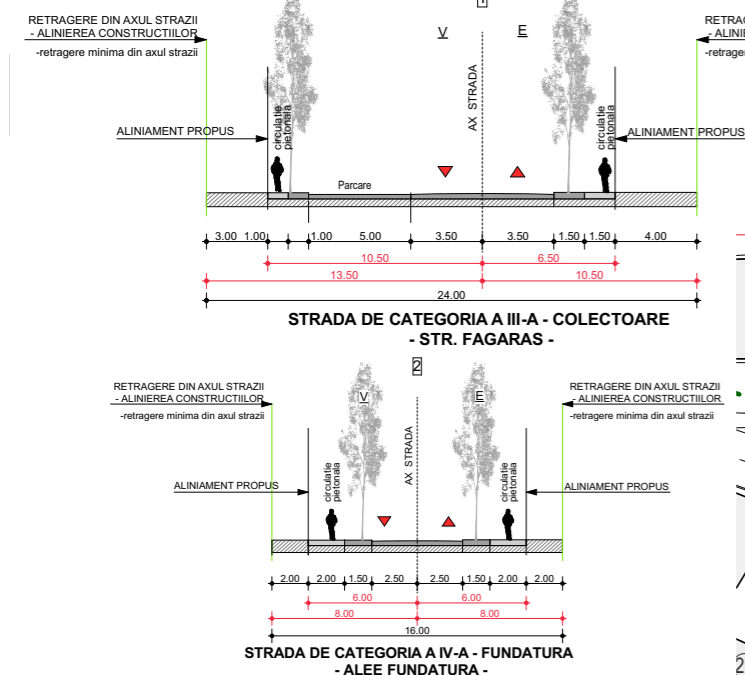 1
RETRAGERE DIN AXUL STRAZII
- ALINIEREA CONSTRUCTIILOR
-retragere minima din axul strazii
V
E
AX STRADA
RETRAG
- ALINIE
-retrager
ALINIAMENT PROPUS
circulatie
pietonala
circulatie
pietonala
ALINIAMENT PROPUS
Parcare
3.00 1.00 1.00 5.00 3.50 3.50 1.50 1.50 4.00
10.50 6.50
13.50 10.50
24.00
STRADA DE CATEGORIA A III-A - COLECTOARE
- STR. FAGARAS -
2
RETRAGERE DIN AXUL STRAZII
- ALINIEREA CONSTRUCTIILOR
-retragere minima din axul strazii
V
E
AX STRADA
RETRAGERE DIN AXUL STRAZII
- ALINIEREA CONSTRUCTIILOR
-retragere minima din axul strazii
ALINIAMENT PROPUS
circulatie
pietonala
circulatie
pietonala
ALINIAMENT PROPUS
2.00 2.00 1.50 2.50 2.50 1.50 2.00 2.00
6.00 6.00
8.00 8.00
16.00
STRADA DE CATEGORIA A IV-A - FUNDATURA
- ALEE FUNDATURA -
2